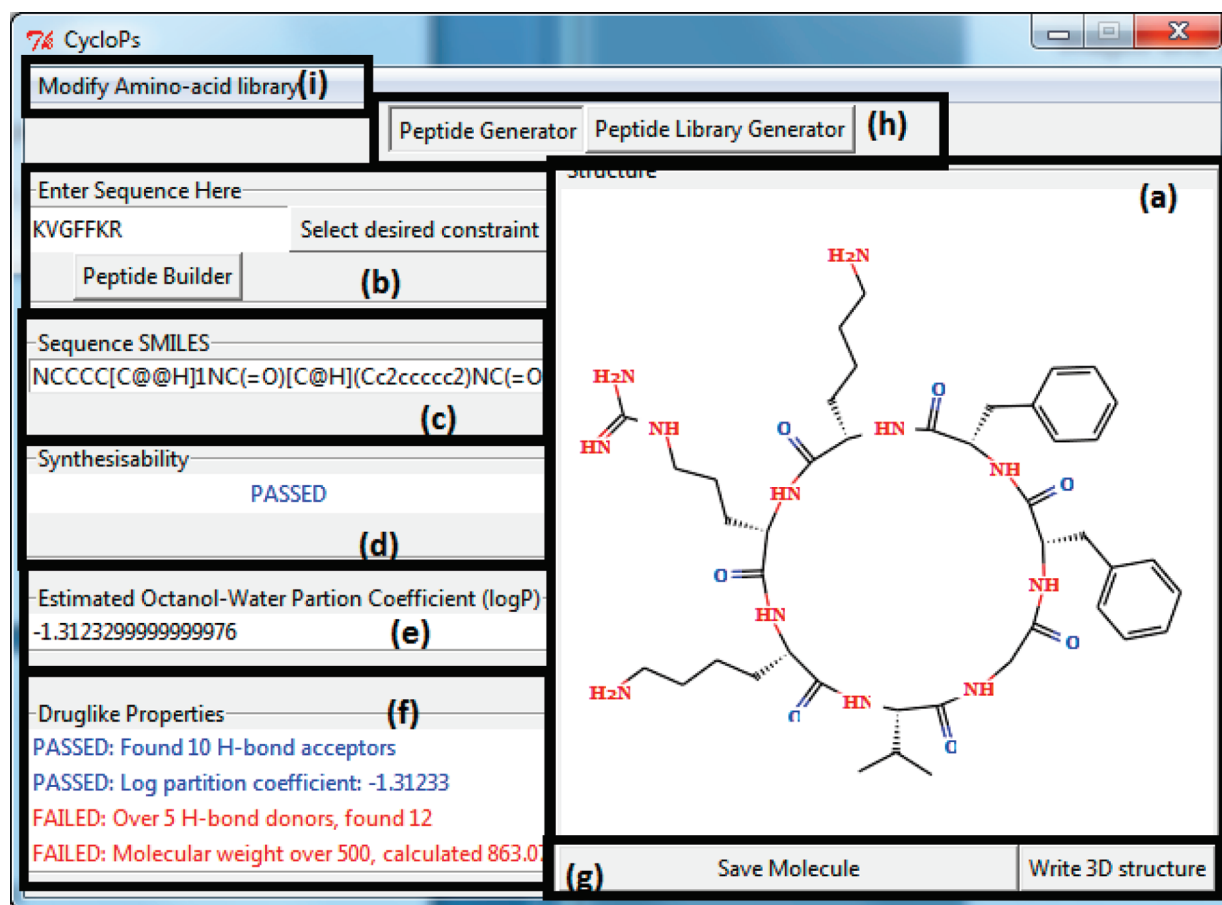 CycloPs
Modify Amino-acid library (i)
Peptide Generator Peptide Library Generator (h)
Enter Sequence Here
KVGFFKR Select desired constraint
Peptide Builder (b)
Sequence SMILES
NCCCC[C@@H]1NC(=O)[C@H](Cc2ccccc2)NC(=O
(c)
Synthesisability
PASSED
(d)
Estimated Octanol-Water Partion Coefficient (logP)
-1.3123299999999976 (e)
Druglike Properties (f)
PASSED: Found 10 H-bond acceptors
PASSED: Log partition coefficient: -1.31233
FAILED: Over 5 H-bond donors, found 12
FAILED: Molecular weight over 500, calculated 863.07
Structure
(a)
H2N
H2N
HN
NH
O
HN
O
HN
NH
O
O
HN
NH
O
H2N
O
HN
O
NH
(g) Save Molecule Write 3D structure